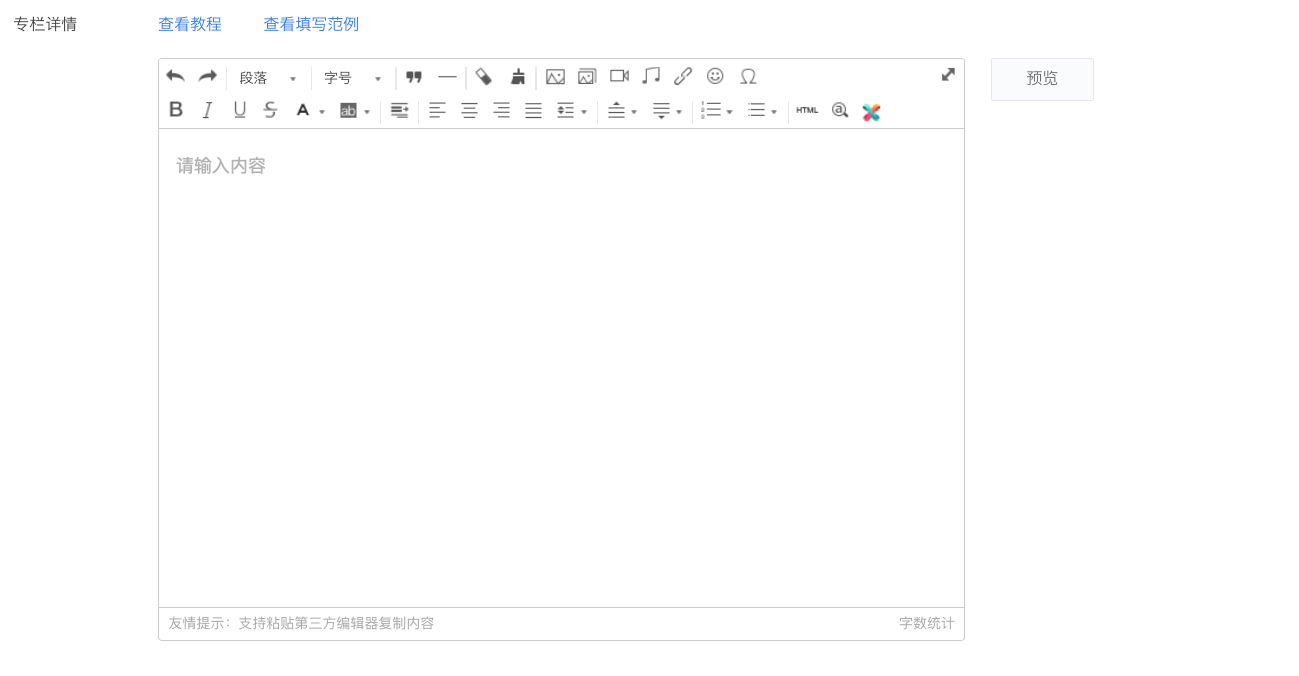 专栏详情 查看教程 查看填写范例
段落 字号
预览
B I U S A ab HTML
请输入内容
友情提示：支持粘贴第三方编辑器复制内容 字数统计